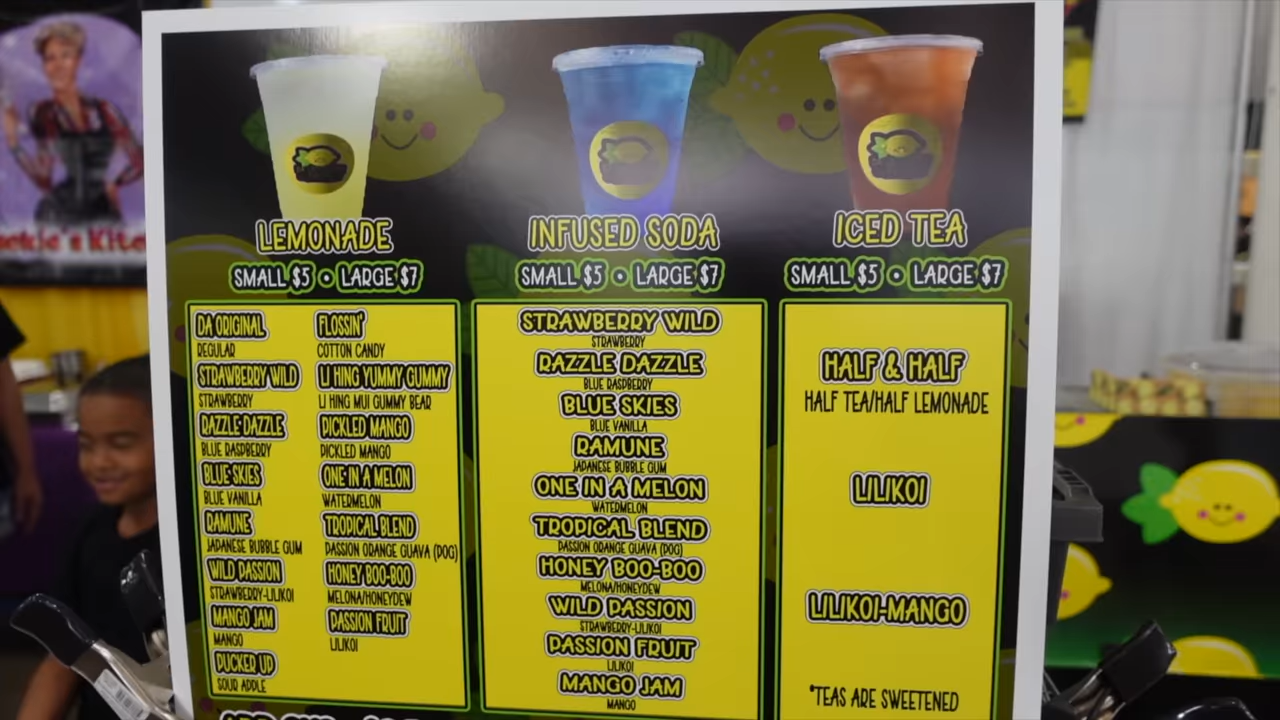 LEMONADE
SMALL $5 • LARGE $7
DA ORIGINAL
REGULAR
STRAWBERRY WILD
STRAWBERRY
RAZZLE DAZZLE
BLUE RASPBERRY
BLUE SKIES
BLUE VANILLA
RAMUNE
JAPANESE BUBBLE GUM
WILD PASSION
STRAWBERRY-LILIKOI
MANGO JAM
MANGO
PUCKER UP
SOUR APPLE
FLOSSIN'
COTTON CANDY
LI HING YUMMY GUMMY
LI HING MUI GUMMY BEAR
PICKLED MANGO
PICKLED MANGO
ONE IN A MELON
WATERMELON
TROPICAL BLEND
PASSION ORANGE GUAVA (POG)
HONEY BOO-BOO
MELONA/HONEYDEW
PASSION FRUIT
LILIKOI
INFUSED SODA
SMALL $5 • LARGE $7
STRAWBERRY WILD
STRAWBERRY
RAZZLE DAZZLE
BLUE RASPBERRY
BLUE SKIES
BLUE VANILLA
RAMUNE
JAPANESE BUBBLE GUM
ONE IN A MELON
WATERMELON
TROPICAL BLEND
PASSION ORANGE GUAVA (POG)
HONEY BOO-BOO
MELONA/HONEYDEW
WILD PASSION
STRAWBERRY-LILIKOI
PASSION FRUIT
LILIKOI
MANGO JAM
MANGO
ICED TEA
SMALL $5 • LARGE $7
HALF & HALF
HALF TEA/HALF LEMONADE
LILIKOI
LILIKOI-MANGO
*TEAS ARE SWEETENED